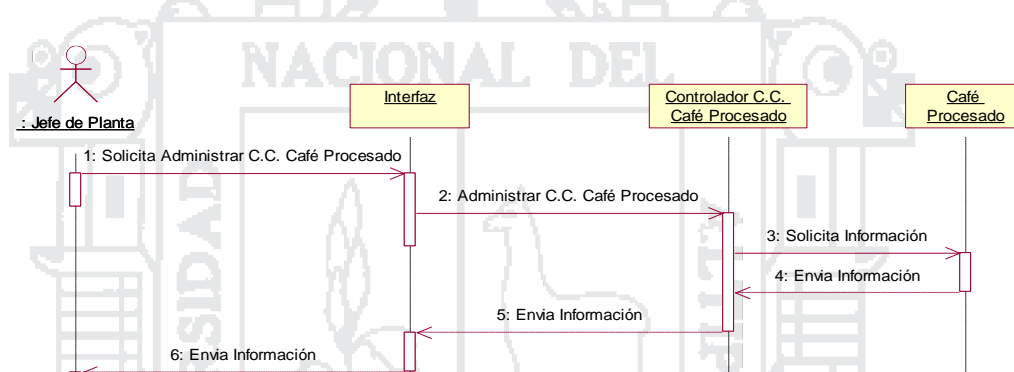 NACIONAL DEL
: Jefe de Planta
Interfaz
Controlador C.C.
Café Procesado
Café
Procesado
1: Solicita Administrar C.C. Café Procesado
2: Administrar C.C. Café Procesado
3: Solicita Información
4: Envia Información
5: Envia Información
6: Envia Información